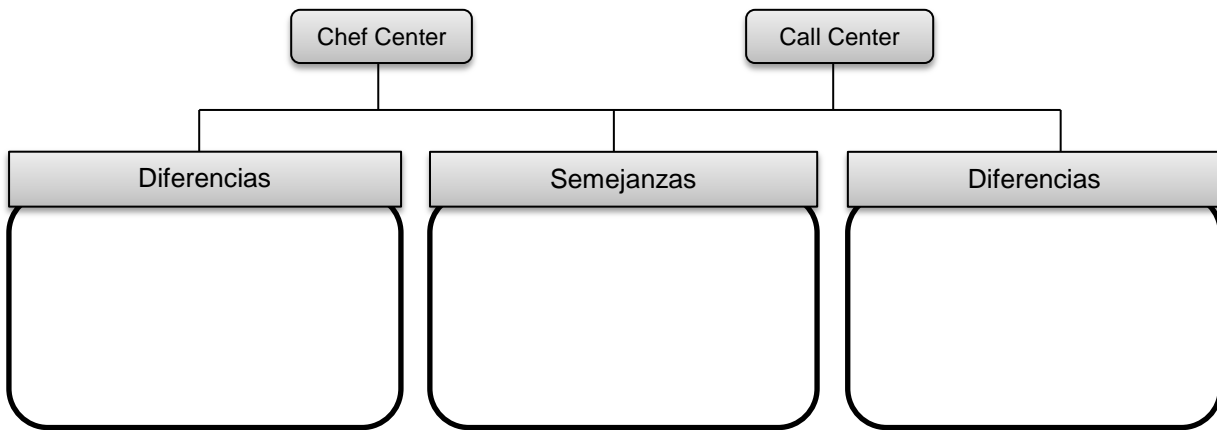 Chef Center
Call Center
Diferencias
Semejanzas
Diferencias